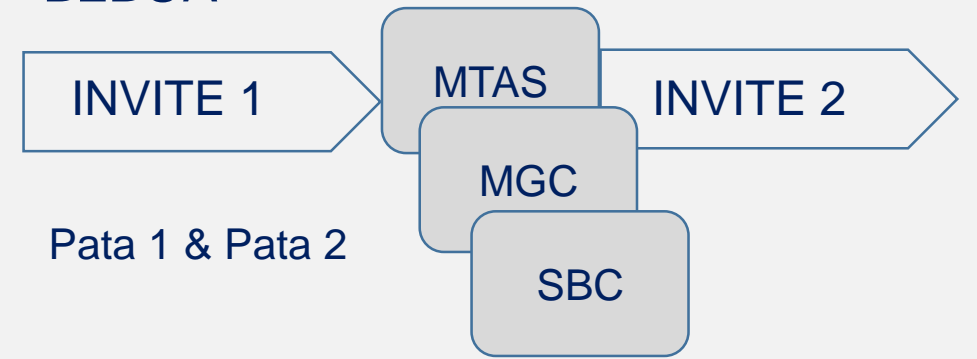 INVITE 1
MTAS
INVITE 2
MGC
Pata 1 & Pata 2
SBC